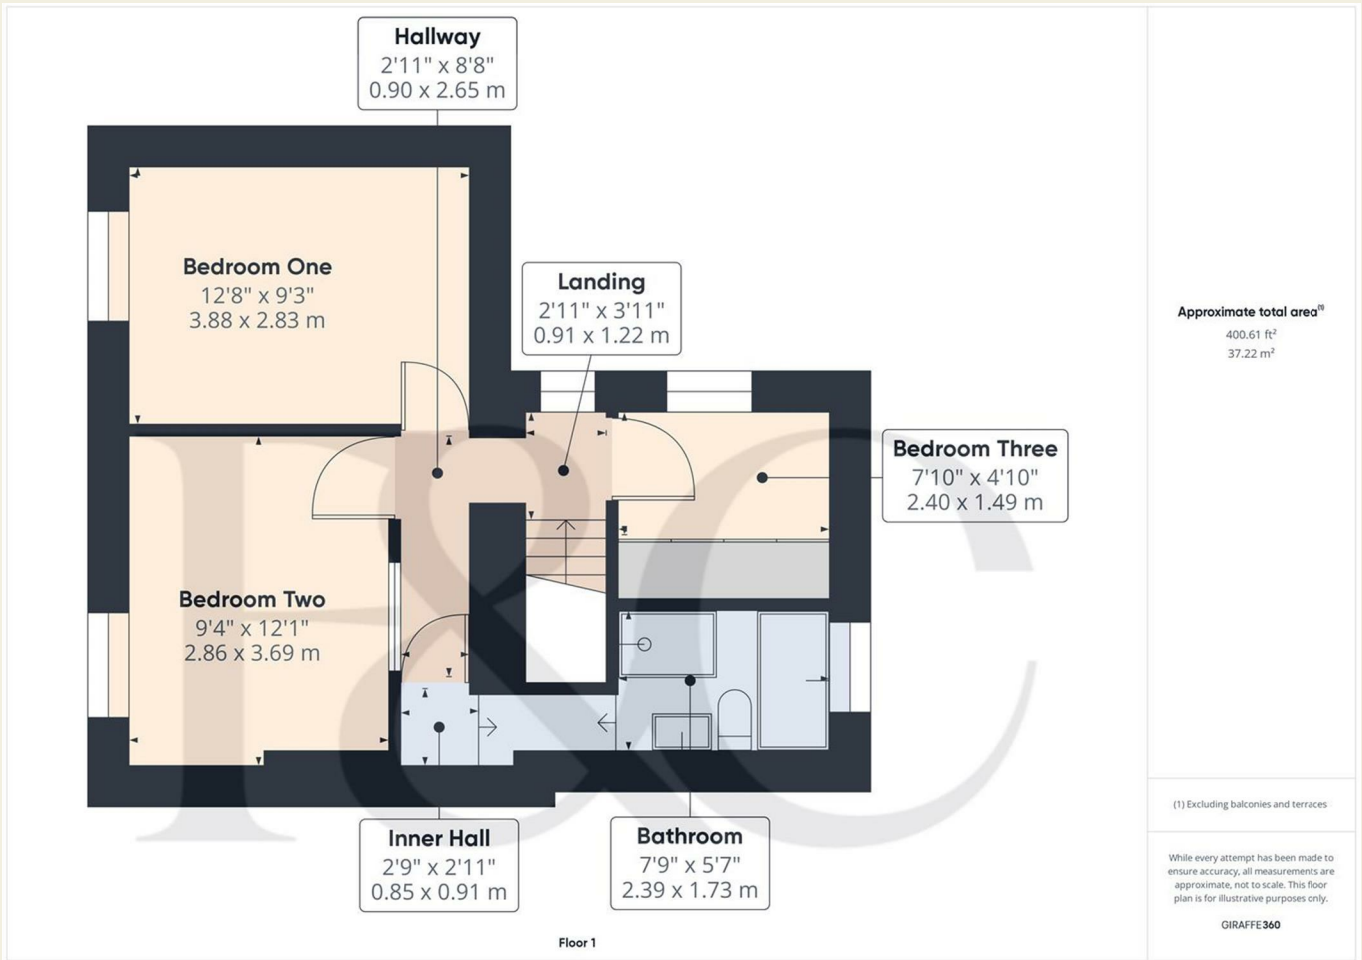 Hallway
2'11" x 8'8"
0.90 x 2.65 m
Bedroom One
12'8" x 9'3"
3.88 x 2.83 m
Landing
2'11" x 3'11"
0.91 x 1.22 m
Bedroom Three
7'10" x 4'10"
2.40 x 1.49 m
Bedroom Two
9'4" x 12'1"
2.86 x 3.69 m
Inner Hall
2'9" x 2'11"
0.85 x 0.91 m
Bathroom
7'9" x 5'7"
2.39 x 1.73 m
Floor 1
F&C
Approximate total area(1)
400.61 ft²
37.22 m²
(1) Excluding balconies and terraces
While every attempt has been made to
ensure accuracy, all measurements are
approximate, not to scale. This floor
plan is for illustrative purposes only.
GIRAFFE360